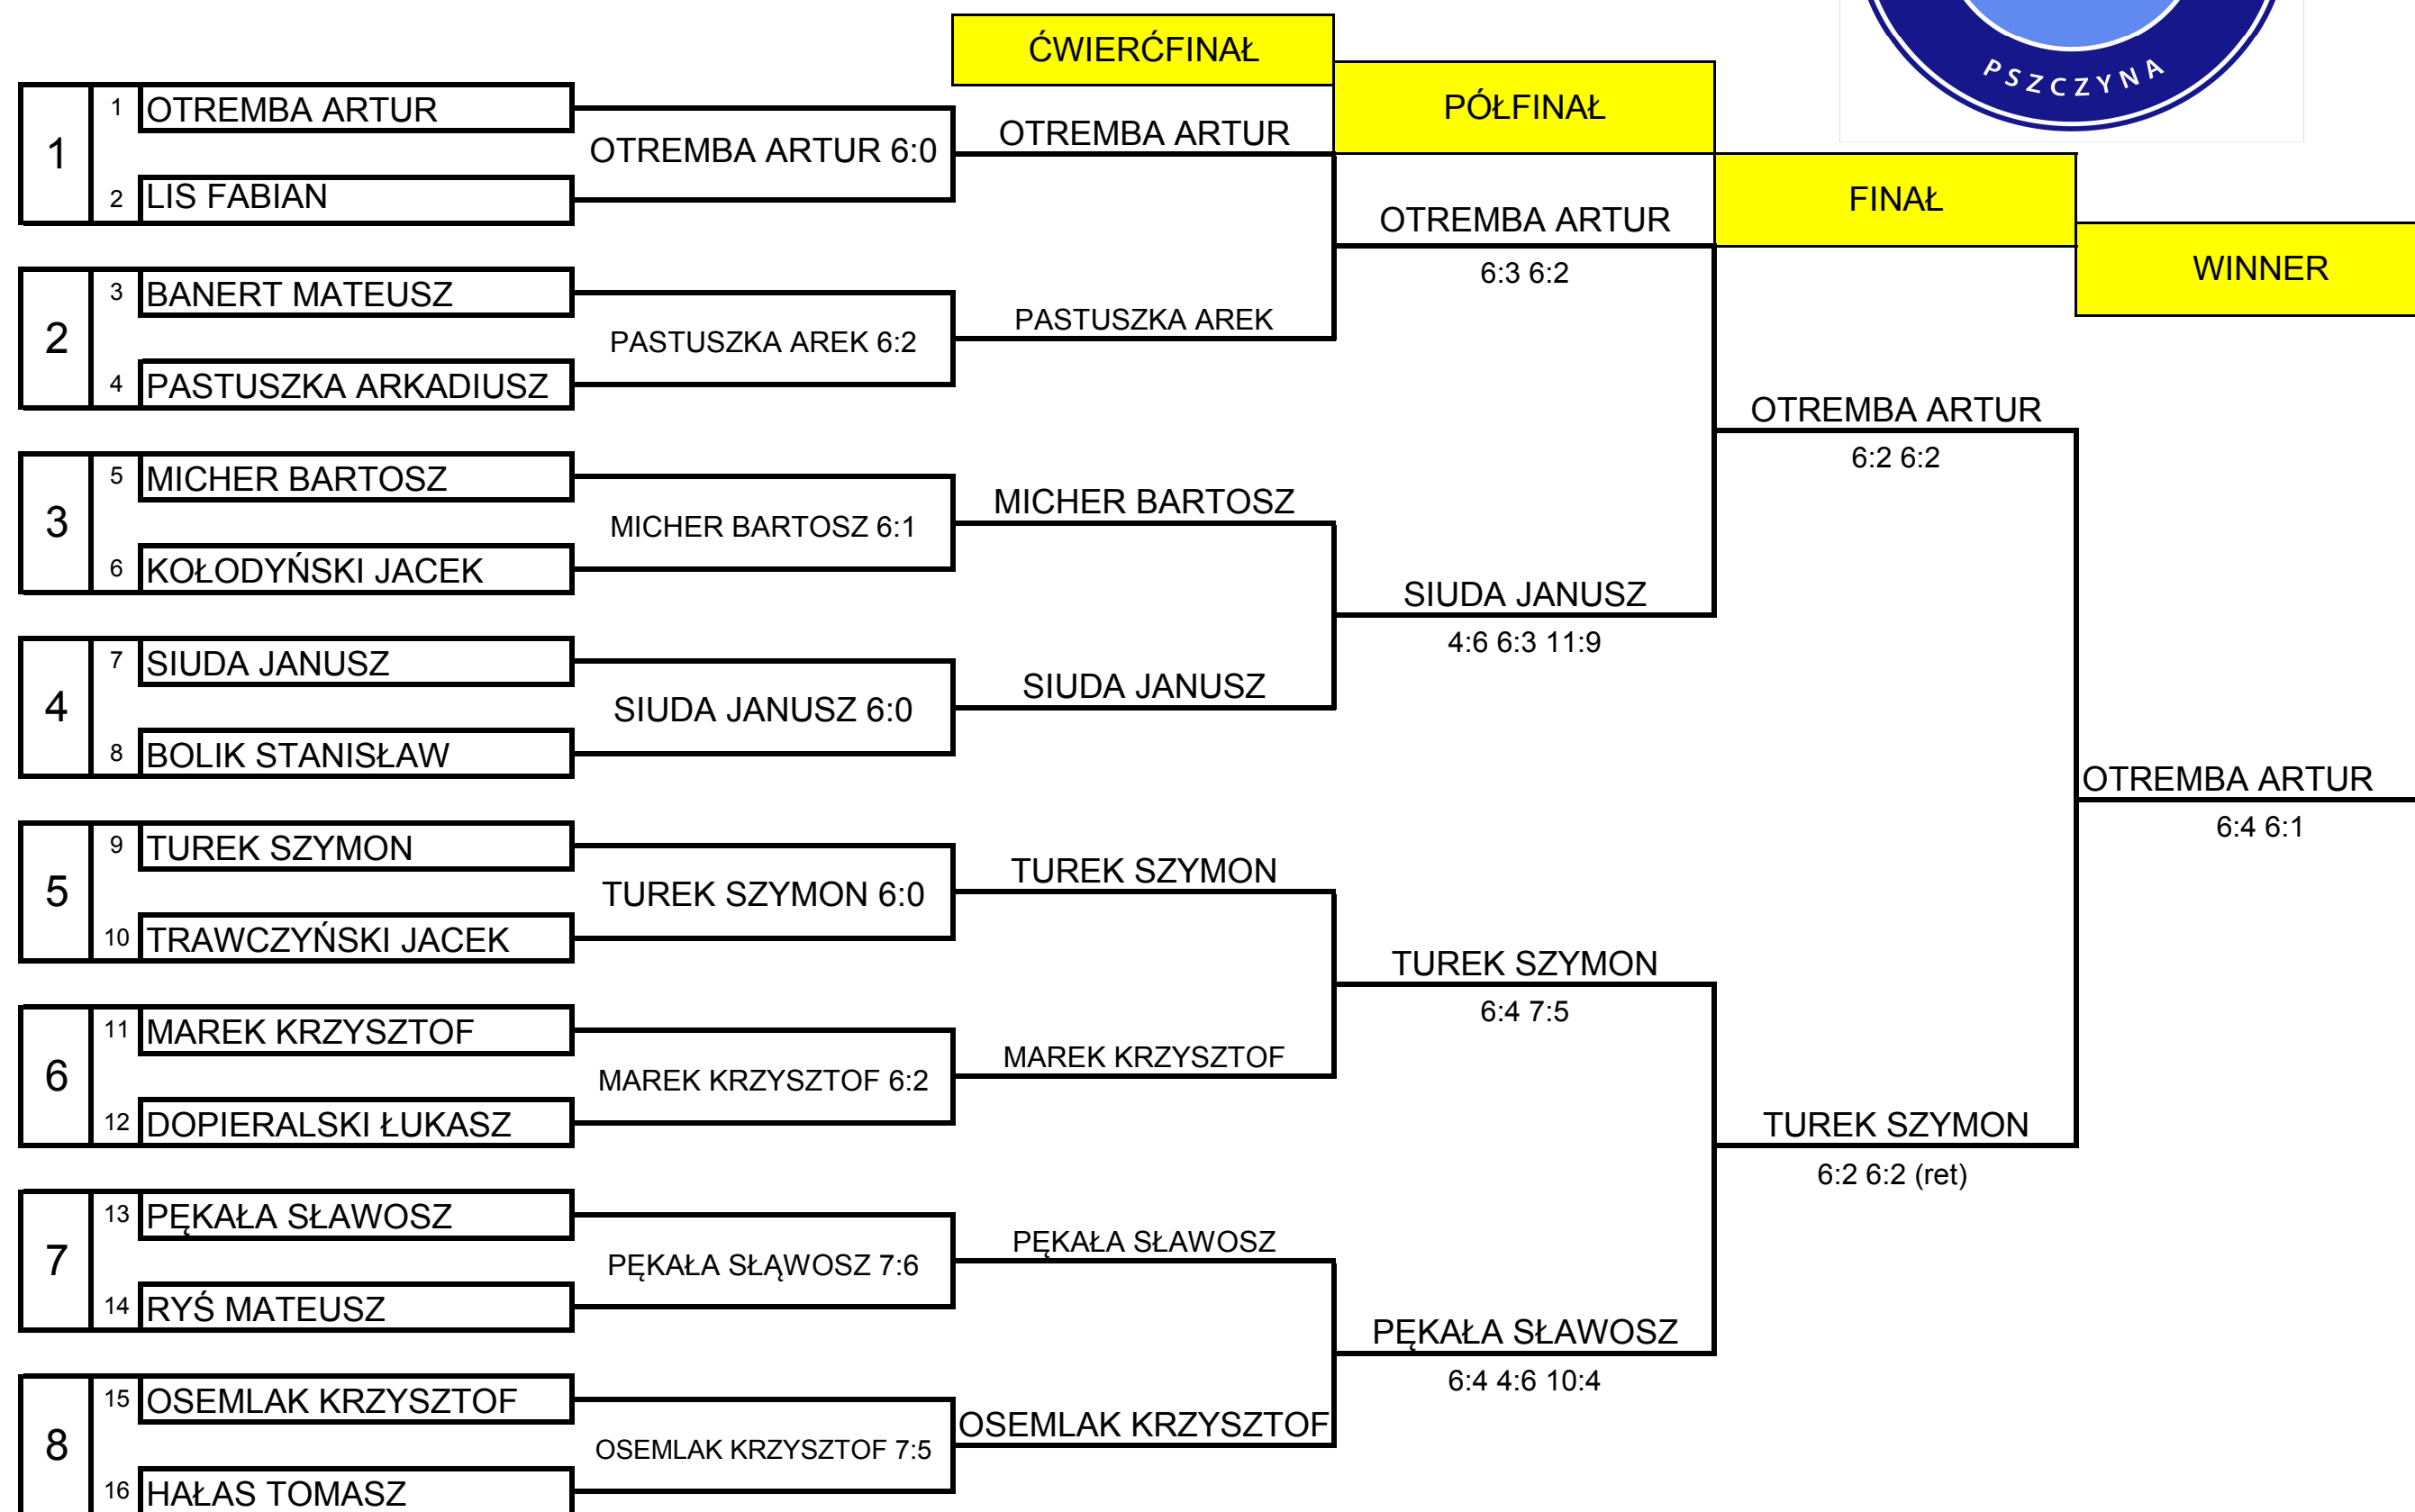 PSZCZYNA
ĆWIERĆFINAŁ
PÓŁFINAŁ
FINAŁ
WINNER
1
1 OTREMBA ARTUR
2 LIS FABIAN
OTREMBA ARTUR 6:0
2
3 BANERT MATEUSZ
4 PASTUSZKA ARKADIUSZ
PASTUSZKA AREK 6:2
3
5 MICHER BARTOSZ
6 KOŁODYŃSKI JACEK
MICHER BARTOSZ 6:1
4
7 SIUDA JANUSZ
8 BOLIK STANISŁAW
SIUDA JANUSZ 6:0
5
9 TUREK SZYMON
10 TRAWCZYŃSKI JACEK
TUREK SZYMON 6:0
6
11 MAREK KRZYSZTOF
12 DOPIERALSKI ŁUKASZ
MAREK KRZYSZTOF 6:2
7
13 PĘKAŁA SŁAWOSZ
14 RYŚ MATEUSZ
PĘKAŁA SŁĄWOSZ 7:6
8
15 OSEMLAK KRZYSZTOF
16 HAŁAS TOMASZ
OSEMLAK KRZYSZTOF 7:5
OTREMBA ARTUR
PASTUSZKA AREK
MICHER BARTOSZ
SIUDA JANUSZ
TUREK SZYMON
MAREK KRZYSZTOF
PĘKAŁA SŁAWOSZ
OSEMLAK KRZYSZTOF
OTREMBA ARTUR
6:3 6:2
SIUDA JANUSZ
4:6 6:3 11:9
TUREK SZYMON
6:4 7:5
PĘKAŁA SŁAWOSZ
6:4 4:6 10:4
OTREMBA ARTUR
6:2 6:2
TUREK SZYMON
6:2 6:2 (ret)
OTREMBA ARTUR
6:4 6:1